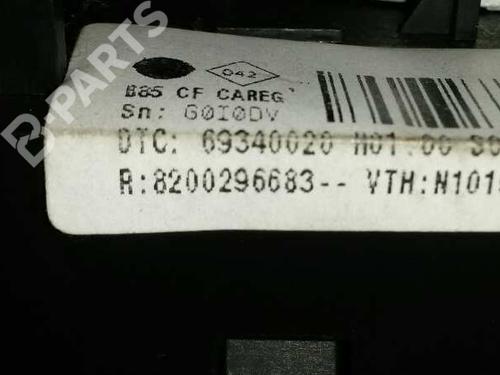 B-PARTS
042
B85 CF CAREG
Sn: G0I0DV
DTC: 69340020 H01.00
R:8200296683-- VTH:N101